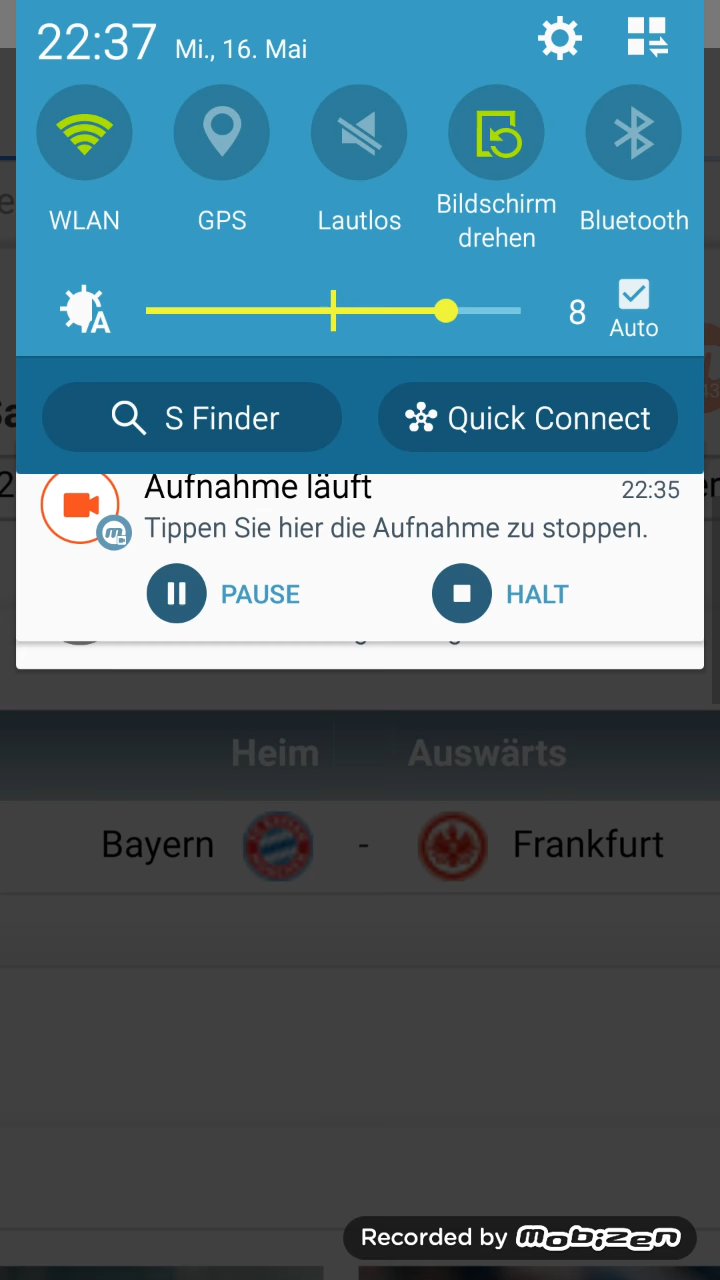 22:37 Mi., 16. Mai
WLAN
GPS
Lautlos
Bildschirm
drehen
Bluetooth
A
8
Auto
S Finder
Quick Connect
Aufnahme läuft
22:35
Tippen Sie hier die Aufnahme zu stoppen.
PAUSE
HALT
Heim
Auswärts
Bayern - Frankfurt
Recorded by mobizen